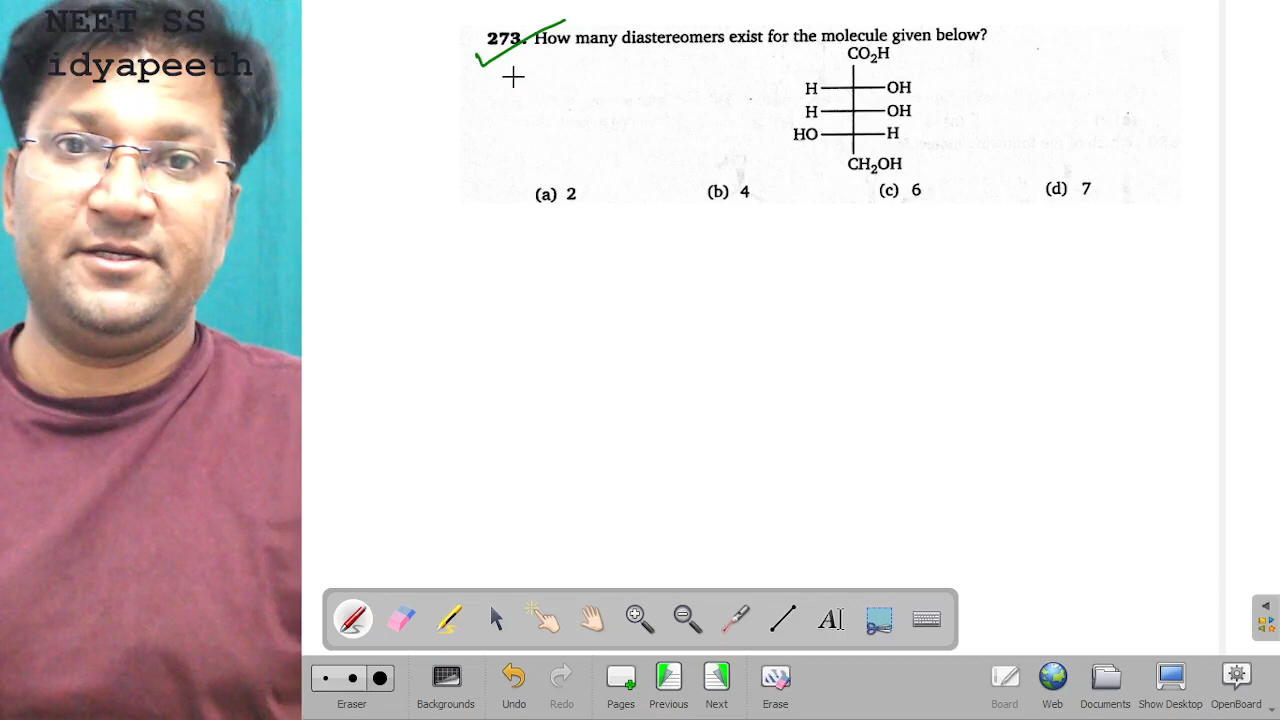 NEET SS
Vidyapeeth
273. How many diastereomers exist for the molecule given below?
CO2H
H OH
H OH
HO H
CH2OH
(a) 2 (b) 4 (c) 6 (d) 7
Eraser Backgrounds Undo Redo Pages Previous Next Erase Board Web Documents Show Desktop OpenBoard